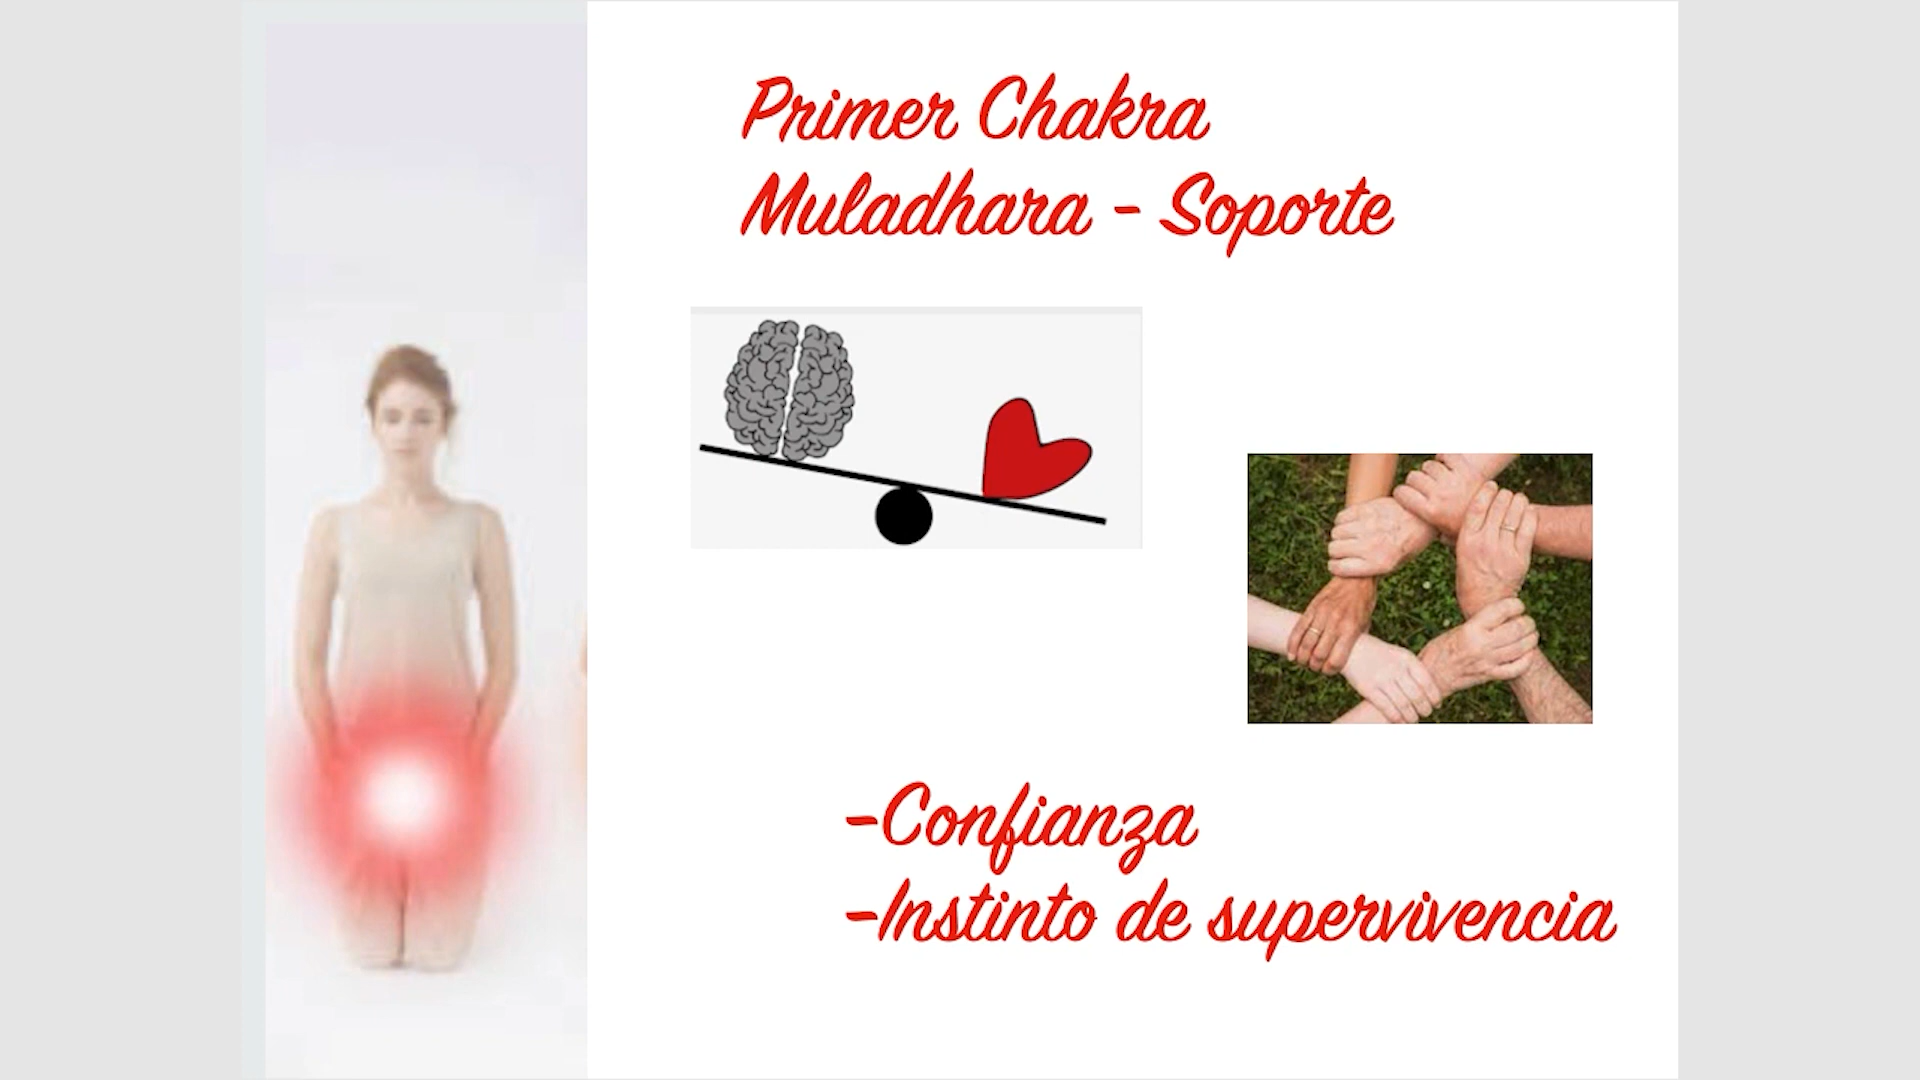 Primer Chakra
Muladhara - Soporte
-Confianza
-Instinto de supervivencia